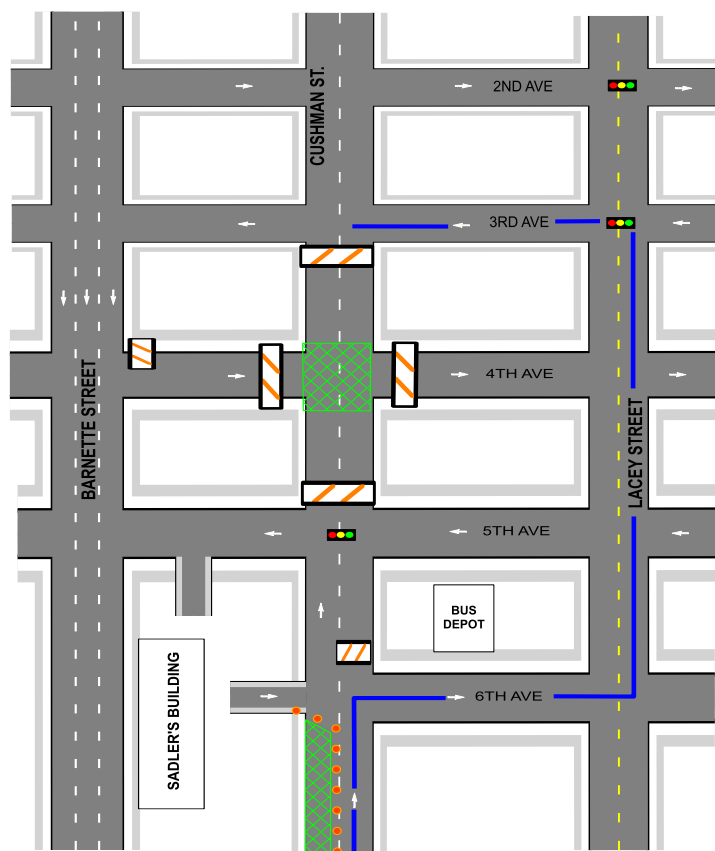 2ND AVE
CUSHMAN ST.
3RD AVE
4TH AVE
BARNETTE STREET
LACEY STREET
5TH AVE
BUS
DEPOT
SADLER'S BUILDING
6TH AVE